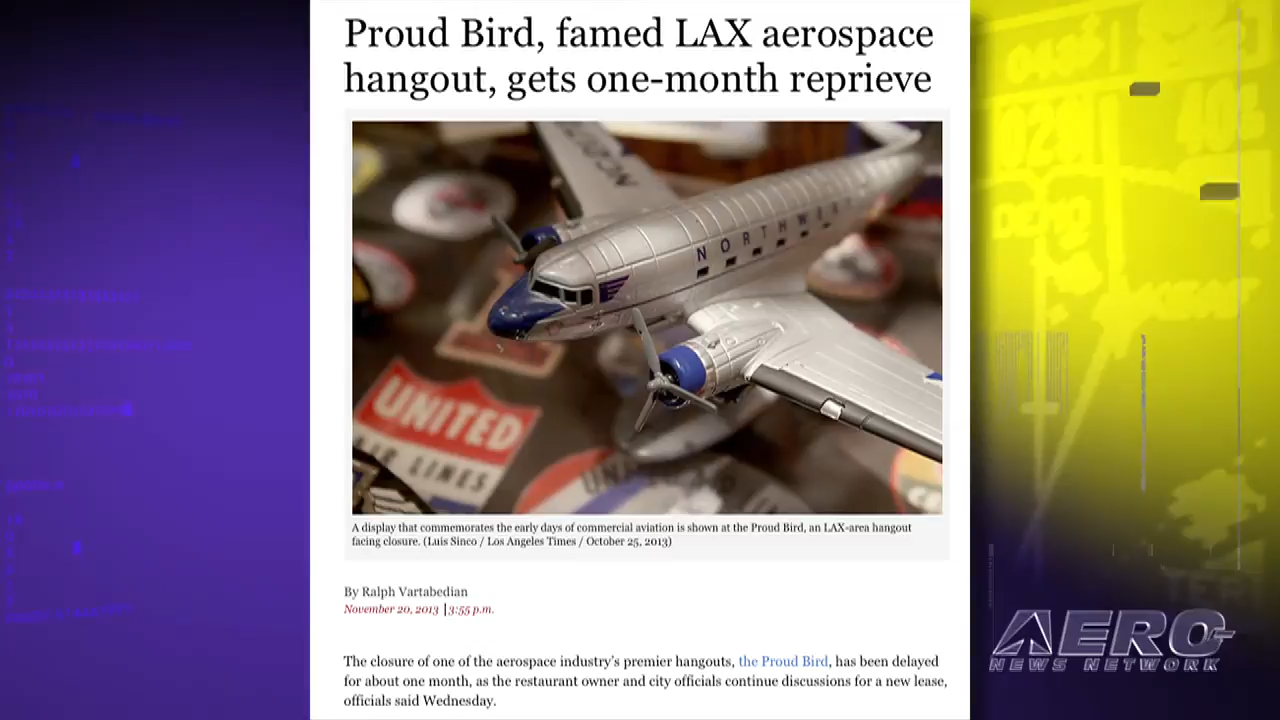 Proud Bird, famed LAX aerospace
hangout, gets one-month reprieve
NORTHWEST
UNITED
AIR LINES
A display that commemorates the early days of commercial aviation is shown at the Proud Bird, an LAX-area hangout
facing closure. (Luis Sinco / Los Angeles Times / October 25, 2013)
By Ralph Vartabedian
November 20, 2013 | 3:55 p.m.
The closure of one of the aerospace industry's premier hangouts, the Proud Bird, has been delayed
for about one month, as the restaurant owner and city officials continue discussions for a new lease,
officials said Wednesday.
AERO
NEWS NETWORK